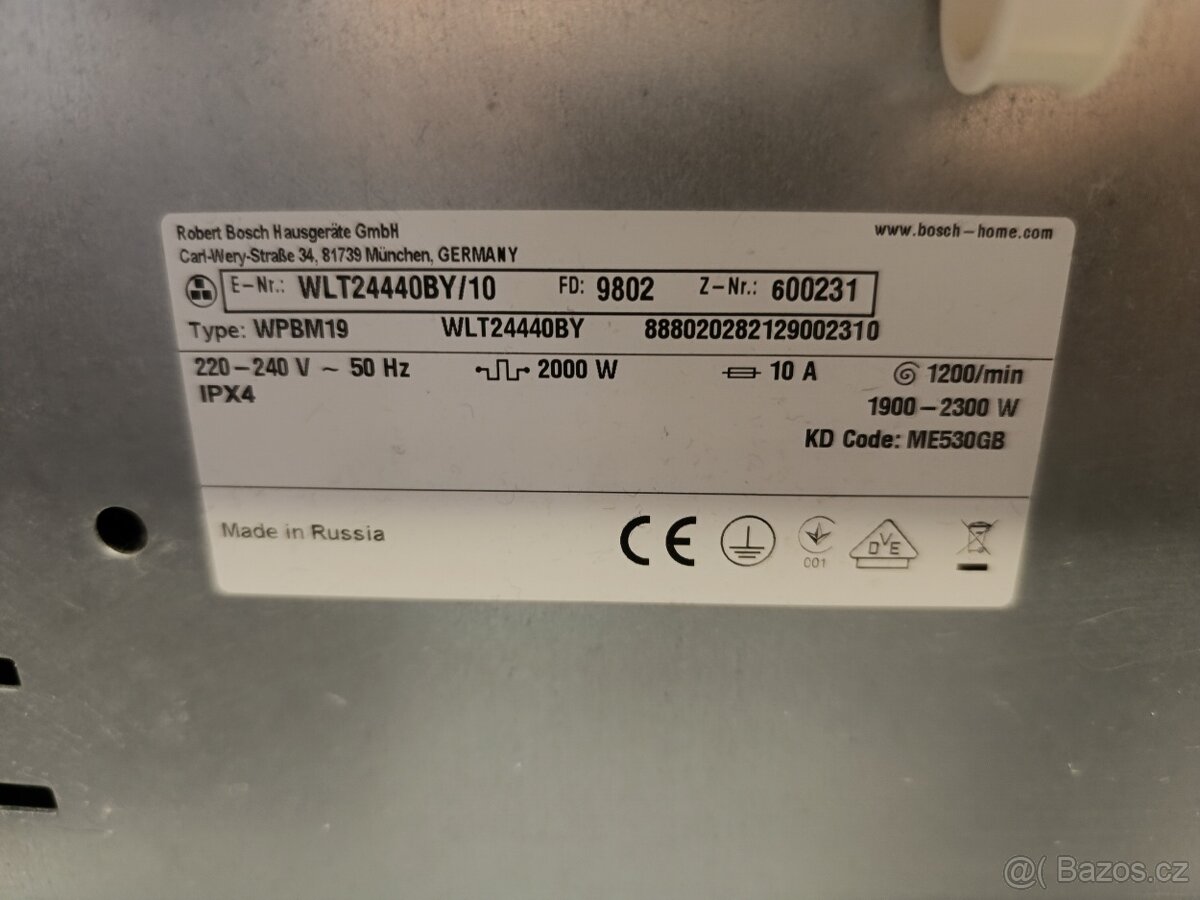 Robert Bosch Hausgeräte GmbH
www.bosch-home.com
Carl-Wery-Straße 34, 81739 München, GERMANY
E-Nr.: WLT24440BY/10 FD: 9802 Z-Nr.: 600231
Type: WPBM19 WLT24440BY 888020282129002310
220-240 V ~ 50 Hz 2000 W 10 A 1200/min
IPX4 1900-2300 W
KD Code: ME530GB
Made in Russia CE 001 DVE
@( Bazos.cz